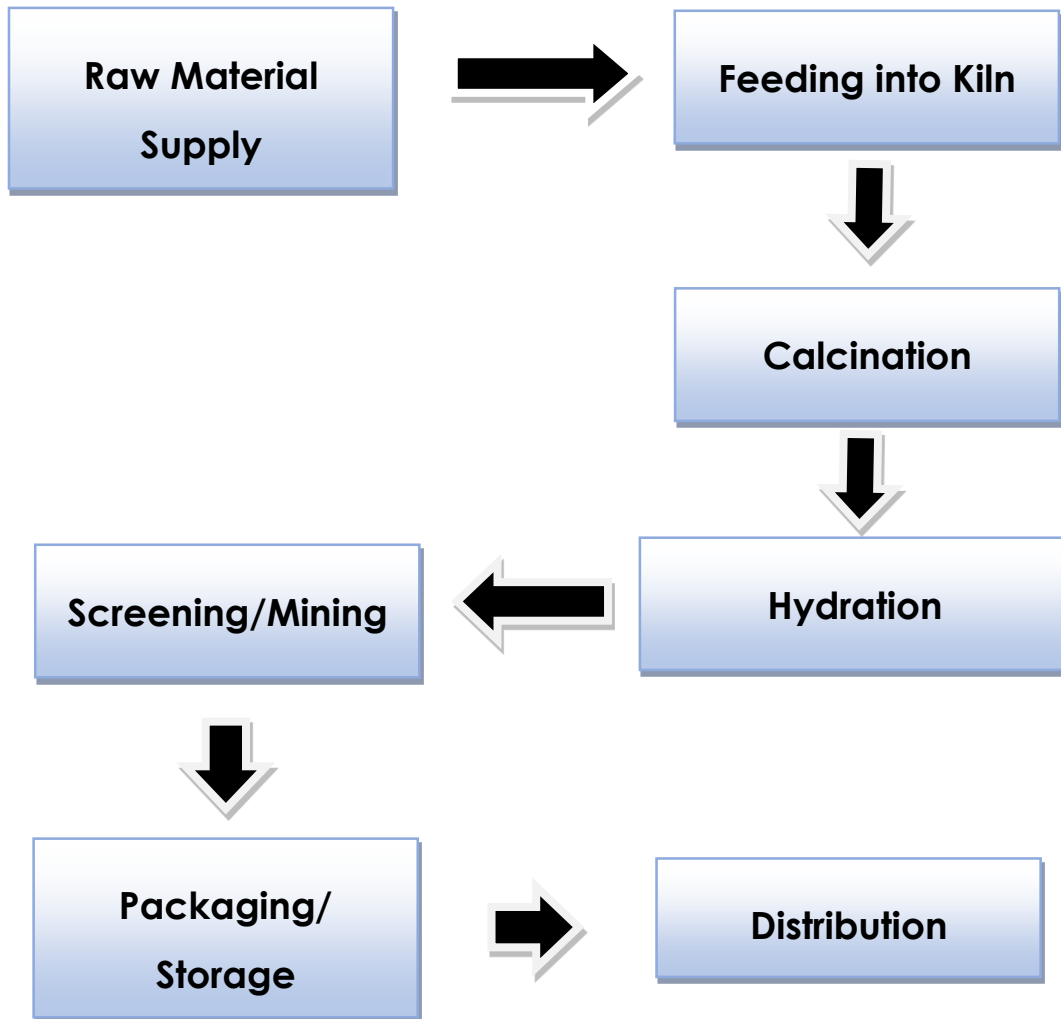 Raw Material
Supply
Feeding into Kiln
Calcination
Hydration
Screening/Mining
Packaging/
Storage
Distribution